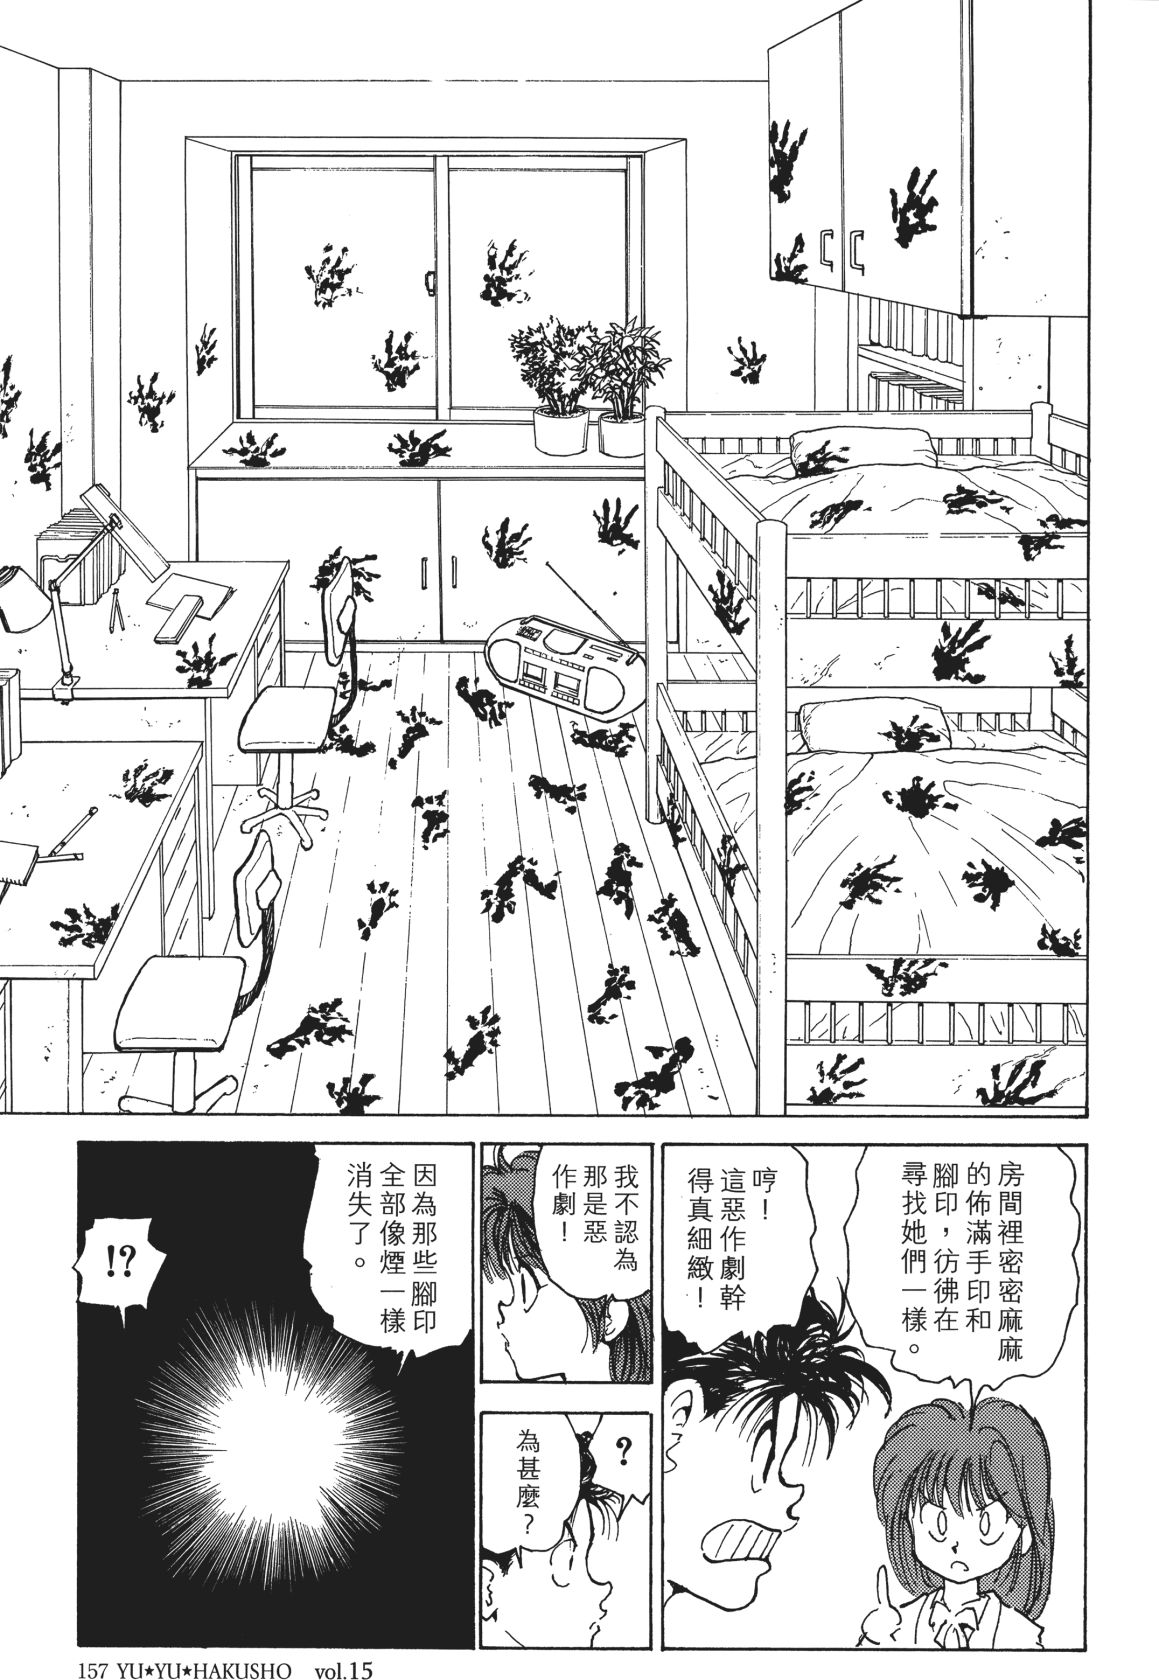 房間裡密密麻麻
的佈滿手印和
腳印，彷彿在
尋找她們一樣。
哼！
這惡作劇幹
得真細緻！
我不認為
那是惡
作劇！
？
為甚麼？
因為那些腳印
全部像煙一樣
消失了。
!?
157 YU★YU★HAKUSHO vol.15